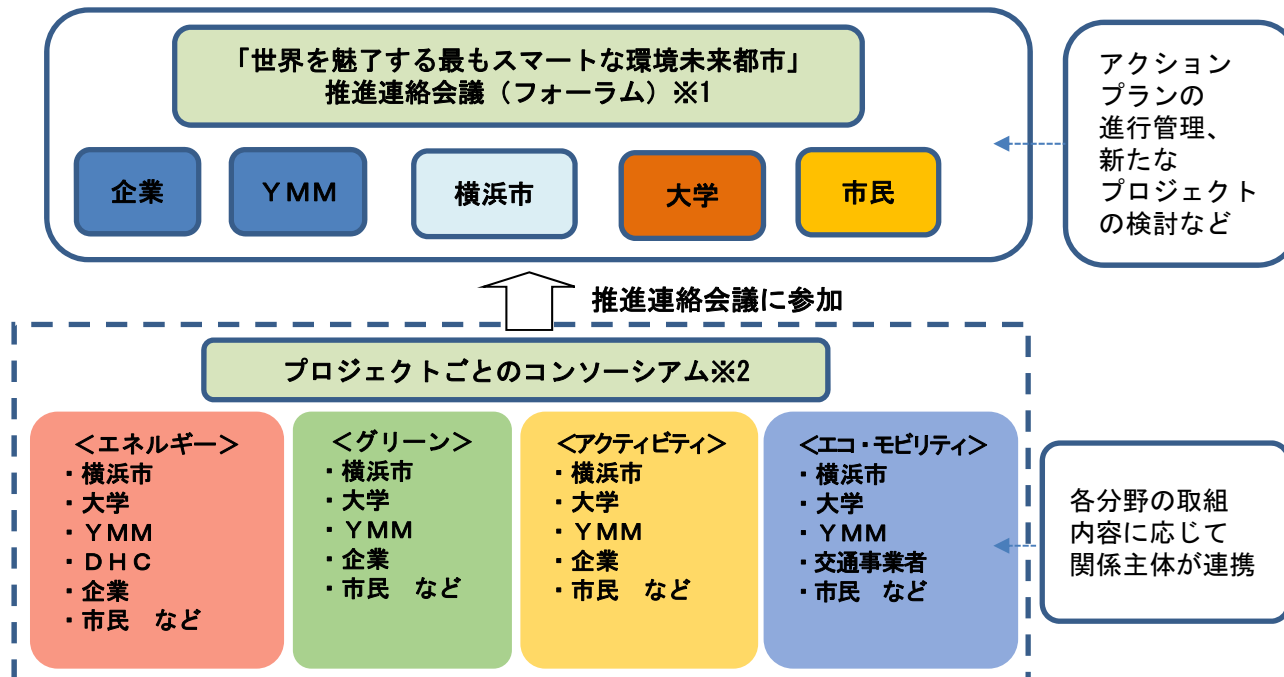 「世界を魅了する最もスマートな環境未来都市」
推進連絡会議（フォーラム）※1
企業
ＹＭＭ
横浜市
大学
市民
アクション
プランの
進行管理、
新たな
プロジェクト
の検討など
推進連絡会議に参加
プロジェクトごとのコンソーシアム※2
＜エネルギー＞
・横浜市
・大学
・ＹＭＭ
・ＤＨＣ
・企業
・市民　など
＜グリーン＞
・横浜市
・大学
・ＹＭＭ
・企業
・市民　など
＜アクティビティ＞
・横浜市
・大学
・ＹＭＭ
・企業
・市民　など
＜エコ・モビリティ＞
・横浜市
・大学
・ＹＭＭ
・交通事業者
・市民　など
各分野の取組
内容に応じて
関係主体が連携